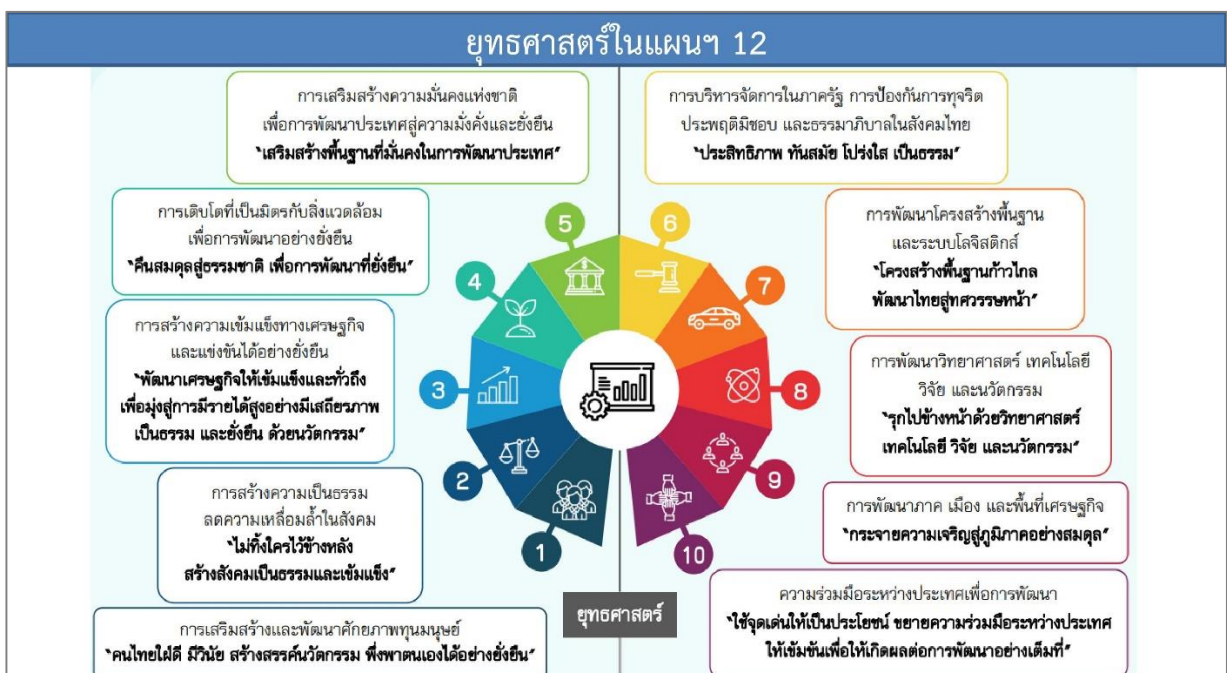 ยุทธศาสตร์ในแผนฯ 12
การเสริมสร้างความมั่นคงแห่งชาติ
เพื่อการพัฒนาประเทศสู่ความมั่งคั่งและยั่งยืน
“เสริมสร้างพื้นฐานที่มั่นคงในการพัฒนาประเทศ”
การบริหารจัดการในภาครัฐ การป้องกันการทุจริต
ประพฤติมิชอบ และธรรมาภิบาลในสังคมไทย
“ประสิทธิภาพ ทันสมัย โปร่งใส เป็นธรรม”
การเติบโตที่เป็นมิตรกับสิ่งแวดล้อม
เพื่อการพัฒนาอย่างยั่งยืน
“คืนสมดุลสู่ธรรมชาติ เพื่อการพัฒนาที่ยั่งยืน”
การพัฒนาโครงสร้างพื้นฐาน
และระบบโลจิสติกส์
“โครงสร้างพื้นฐานก้าวไกล
พัฒนาไทยสู่ทศวรรษหน้า”
การสร้างความเข้มแข็งทางเศรษฐกิจ
และแข่งขันได้อย่างยั่งยืน
“พัฒนาเศรษฐกิจให้เข้มแข็งและทั่วถึง
เพื่อมุ่งสู่การมีรายได้สูงอย่างมีเสถียรภาพ
เป็นธรรม และยั่งยืน ด้วยนวัตกรรม”
การพัฒนาวิทยาศาสตร์ เทคโนโลยี
วิจัย และนวัตกรรม
“รุกไปข้างหน้าด้วยวิทยาศาสตร์
เทคโนโลยี วิจัย และนวัตกรรม”
การสร้างความเป็นธรรม
ลดความเหลื่อมล้ำในสังคม
“ไม่ทิ้งใครไว้ข้างหลัง
สร้างสังคมเป็นธรรมและเข้มแข็ง”
การพัฒนาภาค เมือง และพื้นที่เศรษฐกิจ
“กระจายความเจริญสู่ภูมิภาคอย่างสมดุล”
การเสริมสร้างและพัฒนาศักยภาพทุนมนุษย์
“คนไทยใฝ่ดี มีวินัย สร้างสรรค์นวัตกรรม พึ่งพาตนเองได้อย่างยั่งยืน”
ความร่วมมือระหว่างประเทศเพื่อการพัฒนา
“ใช้จุดเด่นให้เป็นประโยชน์ ขยายความร่วมมือระหว่างประเทศ
ให้เข้มข้นเพื่อให้เกิดผลต่อการพัฒนาอย่างเต็มที่”
1
2
3
4
5
6
7
8
9
10
ยุทธศาสตร์